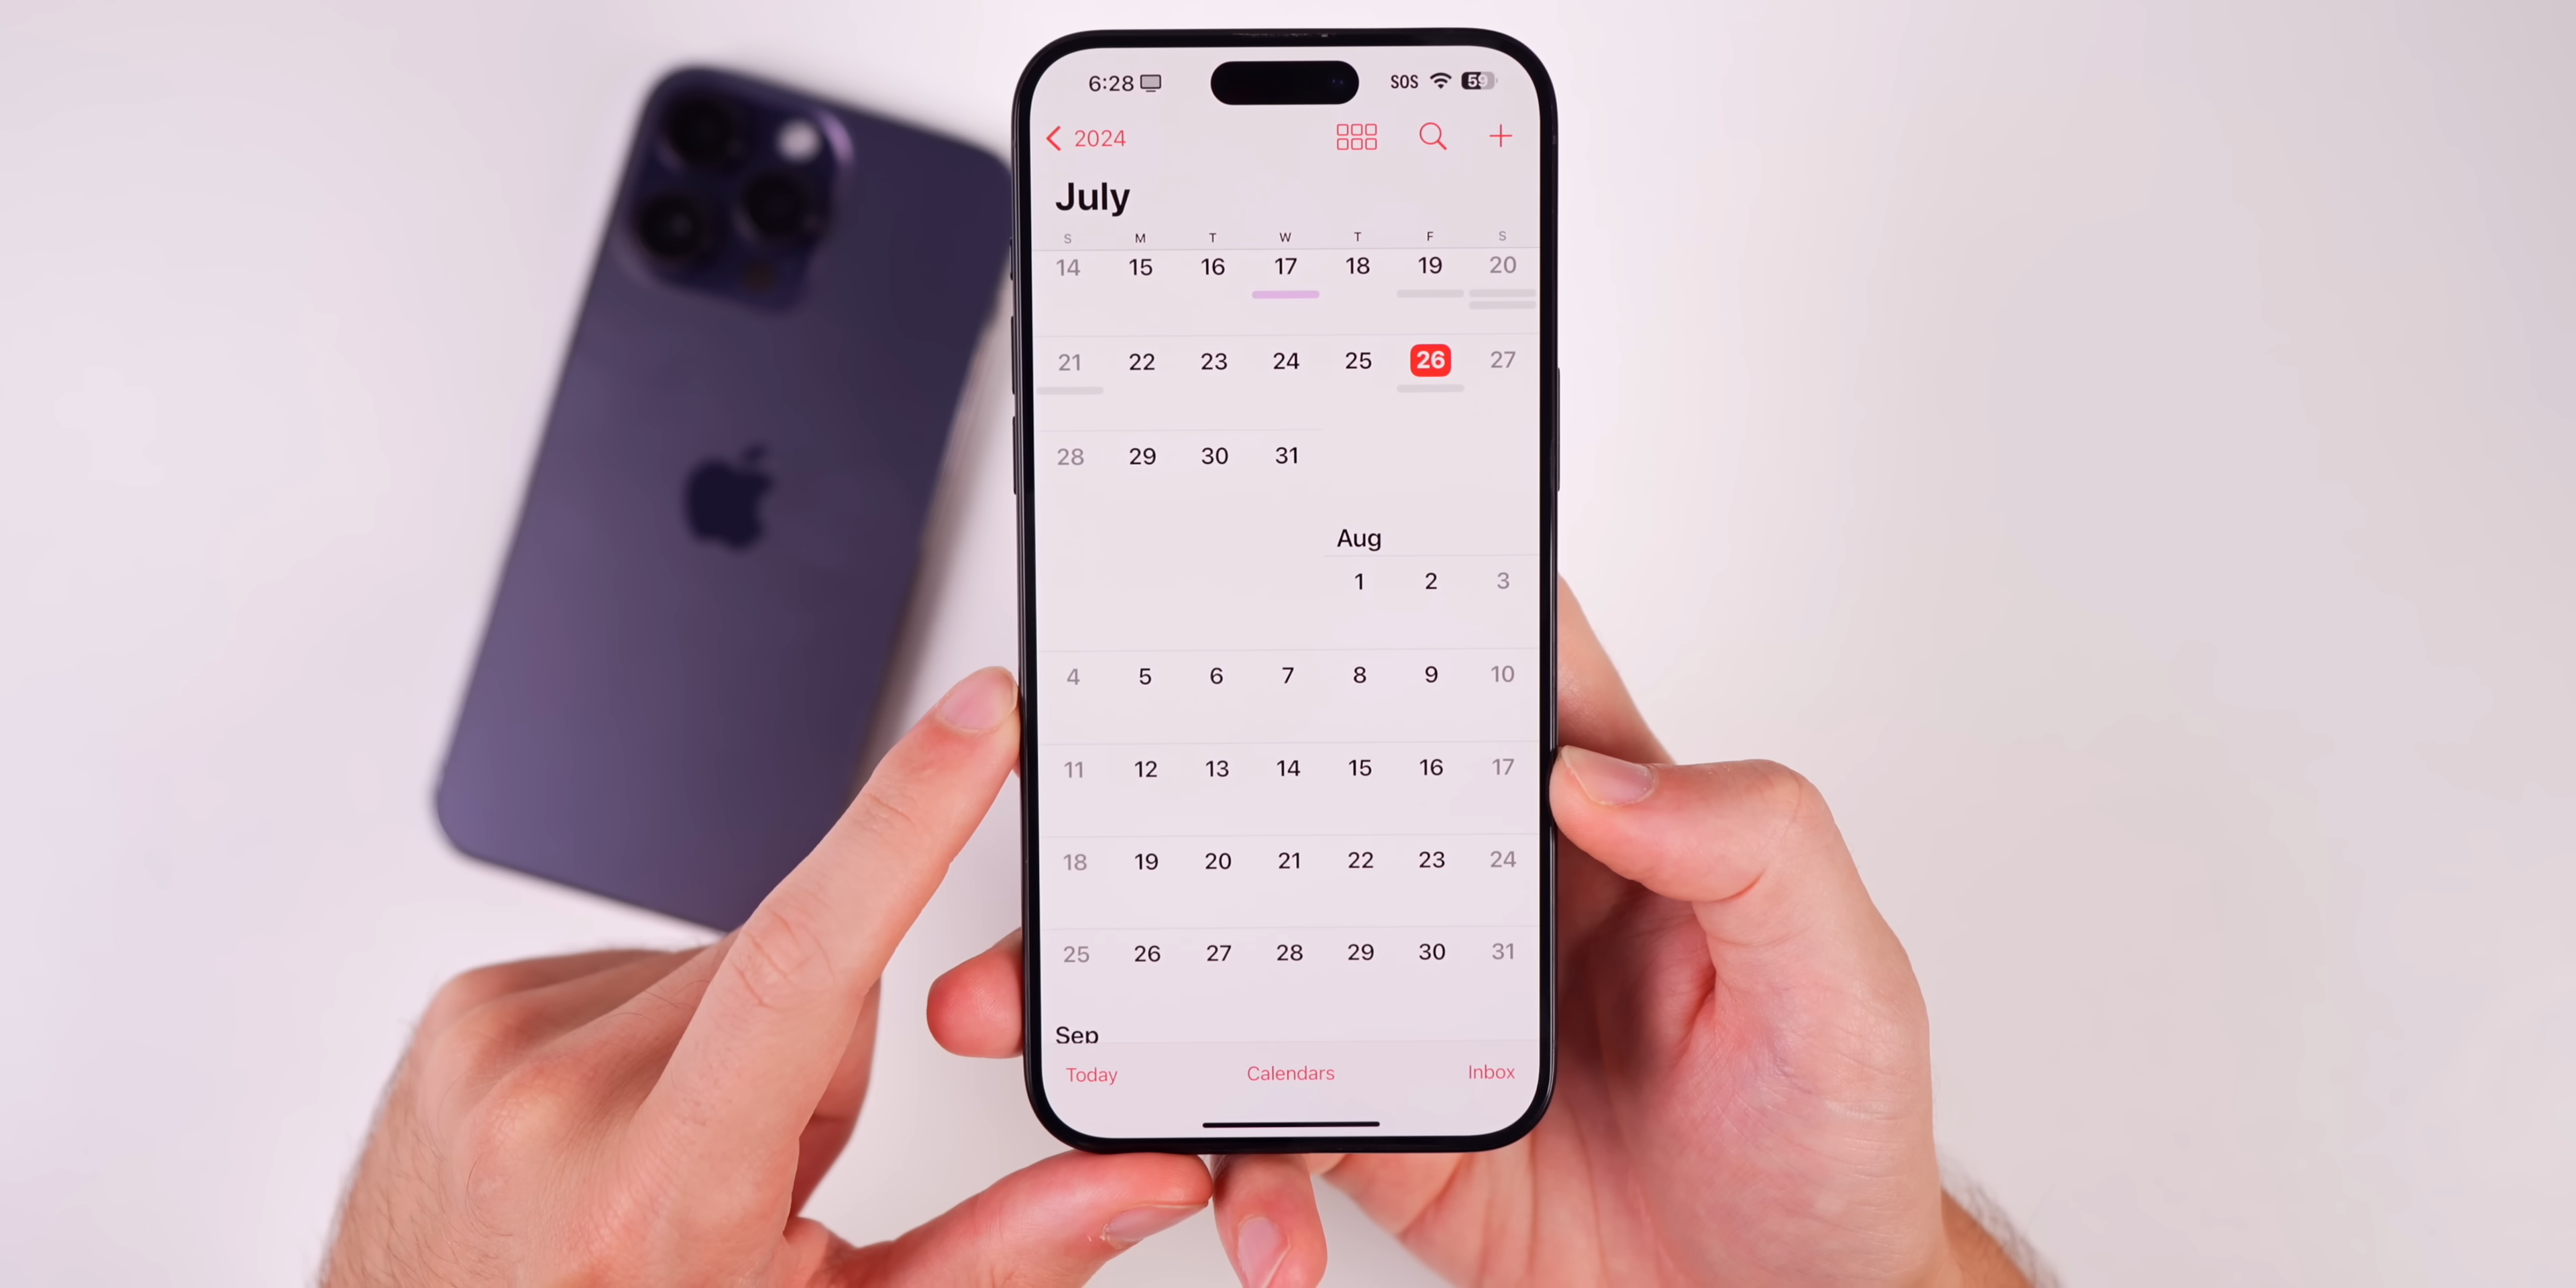 6:28 SOS 59
2024
July
S M T W T F S
14 15 16 17 18 19 20
21 22 23 24 25 26 27
28 29 30 31
Aug
1 2 3
4 5 6 7 8 9 10
11 12 13 14 15 16 17
18 19 20 21 22 23 24
25 26 27 28 29 30 31
Sep
Today Calendars Inbox